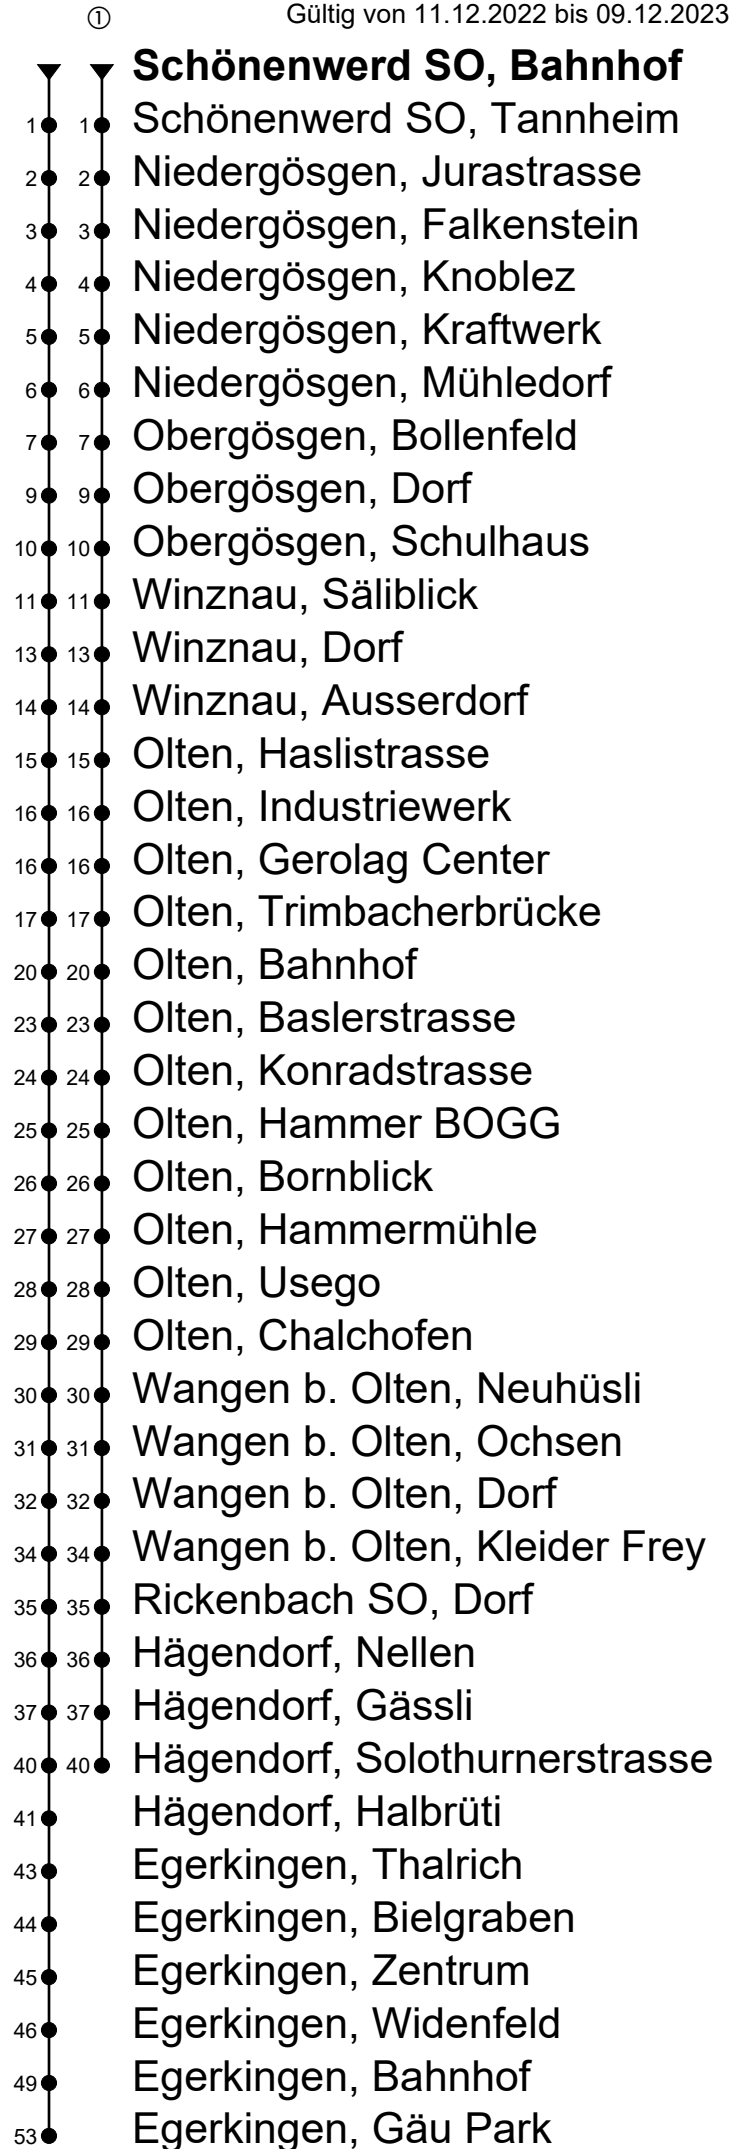 ① Gültig von 11.12.2022 bis 09.12.2023
Schönenwerd SO, Bahnhof
1 1 Schönenwerd SO, Tannheim
2 2 Niedergösgen, Jurastrasse
3 3 Niedergösgen, Falkenstein
4 4 Niedergösgen, Knoblez
5 5 Niedergösgen, Kraftwerk
6 6 Niedergösgen, Mühledorf
7 7 Obergösgen, Bollenfeld
9 9 Obergösgen, Dorf
10 10 Obergösgen, Schulhaus
11 11 Winznau, Säliblick
13 13 Winznau, Dorf
14 14 Winznau, Ausserdorf
15 15 Olten, Haslistrasse
16 16 Olten, Industriewerk
16 16 Olten, Gerolag Center
17 17 Olten, Trimbacherbrücke
20 20 Olten, Bahnhof
23 23 Olten, Baslerstrasse
24 24 Olten, Konradstrasse
25 25 Olten, Hammer BOGG
26 26 Olten, Bornblick
27 27 Olten, Hammermühle
28 28 Olten, Usego
29 29 Olten, Chalchofen
30 30 Wangen b. Olten, Neuhüsli
31 31 Wangen b. Olten, Ochsen
32 32 Wangen b. Olten, Dorf
34 34 Wangen b. Olten, Kleider Frey
35 35 Rickenbach SO, Dorf
36 36 Hägendorf, Nellen
37 37 Hägendorf, Gässli
40 40 Hägendorf, Solothurnerstrasse
41 Hägendorf, Halbrüti
43 Egerkingen, Thalrich
44 Egerkingen, Bielgraben
45 Egerkingen, Zentrum
46 Egerkingen, Widenfeld
49 Egerkingen, Bahnhof
53 Egerkingen, Gäu Park